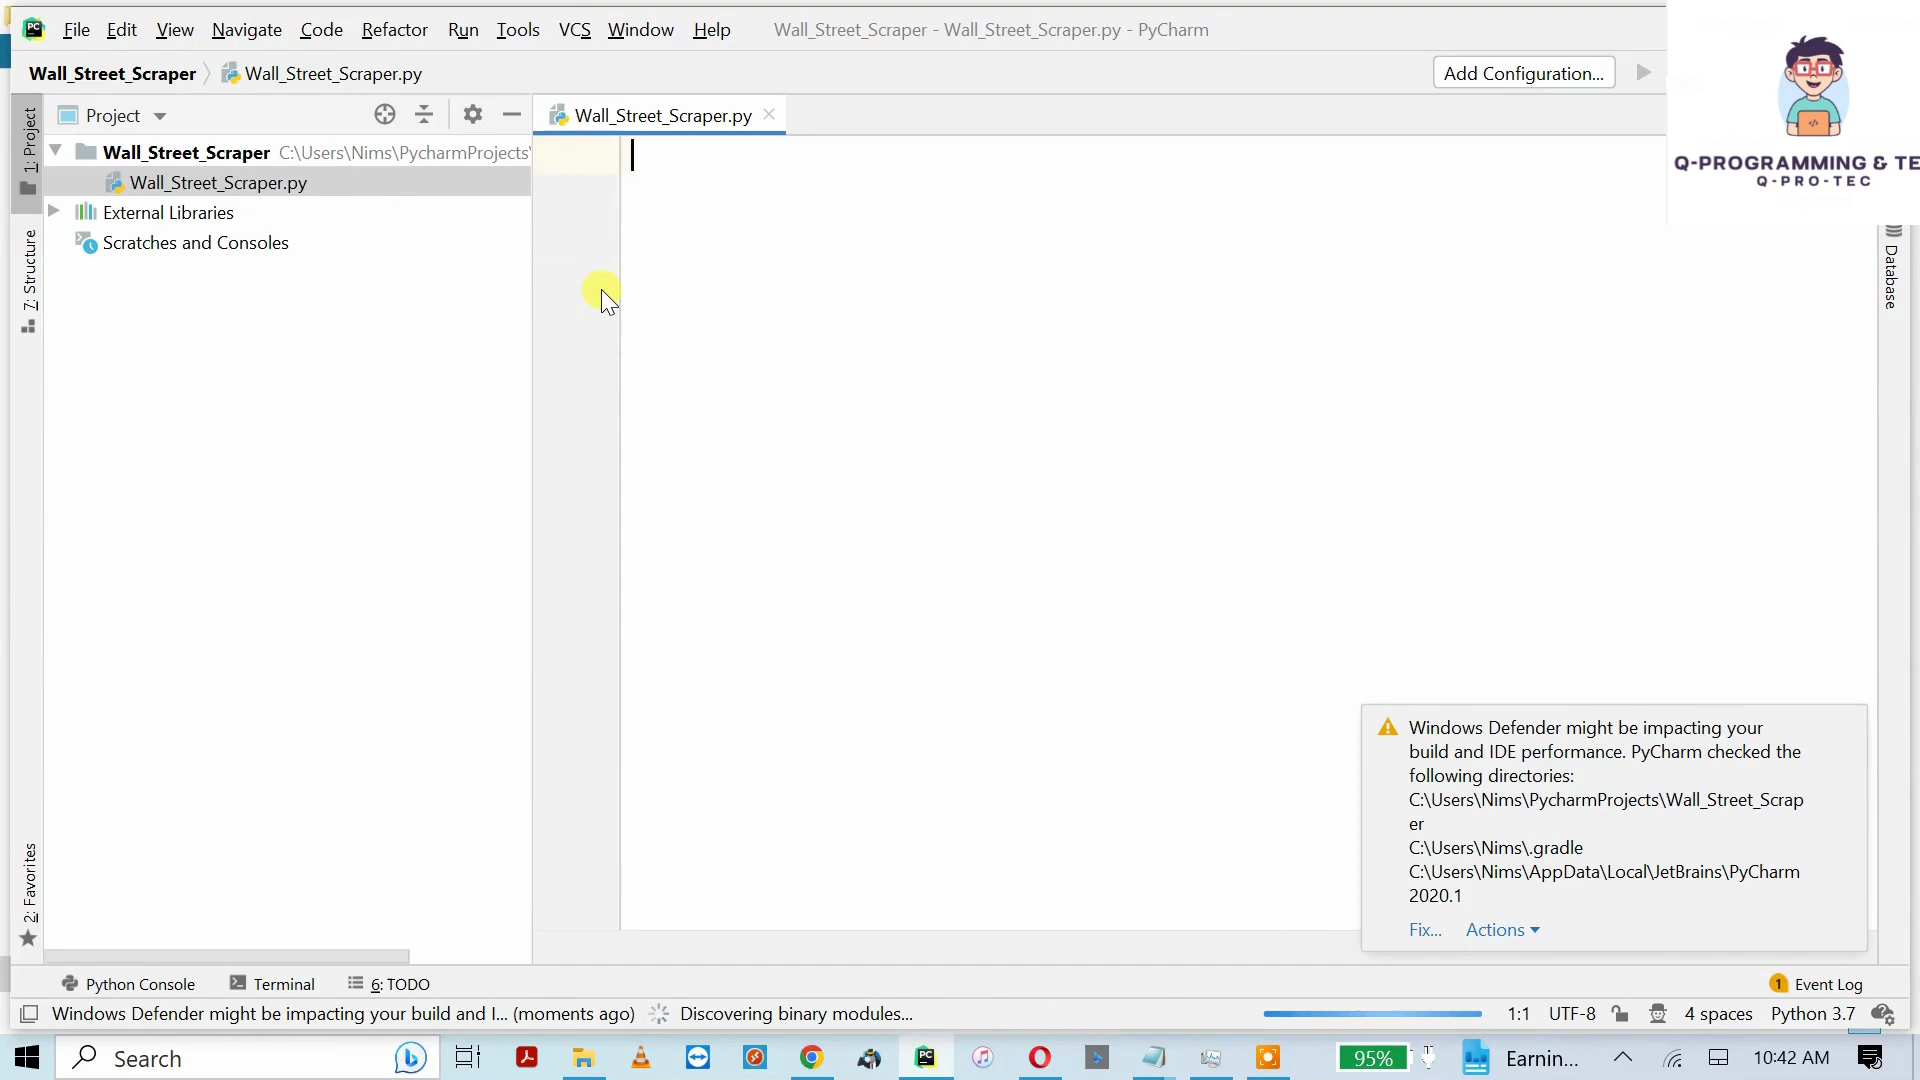 File Edit View Navigate Code Refactor Run Tools VCS Window Help Wall_Street_Scraper - Wall_Street_Scraper.py - PyCharm
Wall_Street_Scraper Wall_Street_Scraper.py Add Configuration...
Project Wall_Street_Scraper.py
Wall_Street_Scraper C:\Users\Nims\PycharmProjects\
Wall_Street_Scraper.py
External Libraries
Scratches and Consoles
1: Project
7: Structure
2: Favorites
Q-PROGRAMMING & TE
Q-PRO-TEC
Database
Windows Defender might be impacting your
build and IDE performance. PyCharm checked the
following directories:
C:\Users\Nims\PycharmProjects\Wall_Street_Scrap
er
C:\Users\Nims\.gradle
C:\Users\Nims\AppData\Local\JetBrains\PyCharm
2020.1
Fix... Actions
Python Console Terminal 6: TODO 1 Event Log
Windows Defender might be impacting your build and I... (moments ago) Discovering binary modules... 1:1 UTF-8 4 spaces Python 3.7
Search 95% Earnin... 10:42 AM